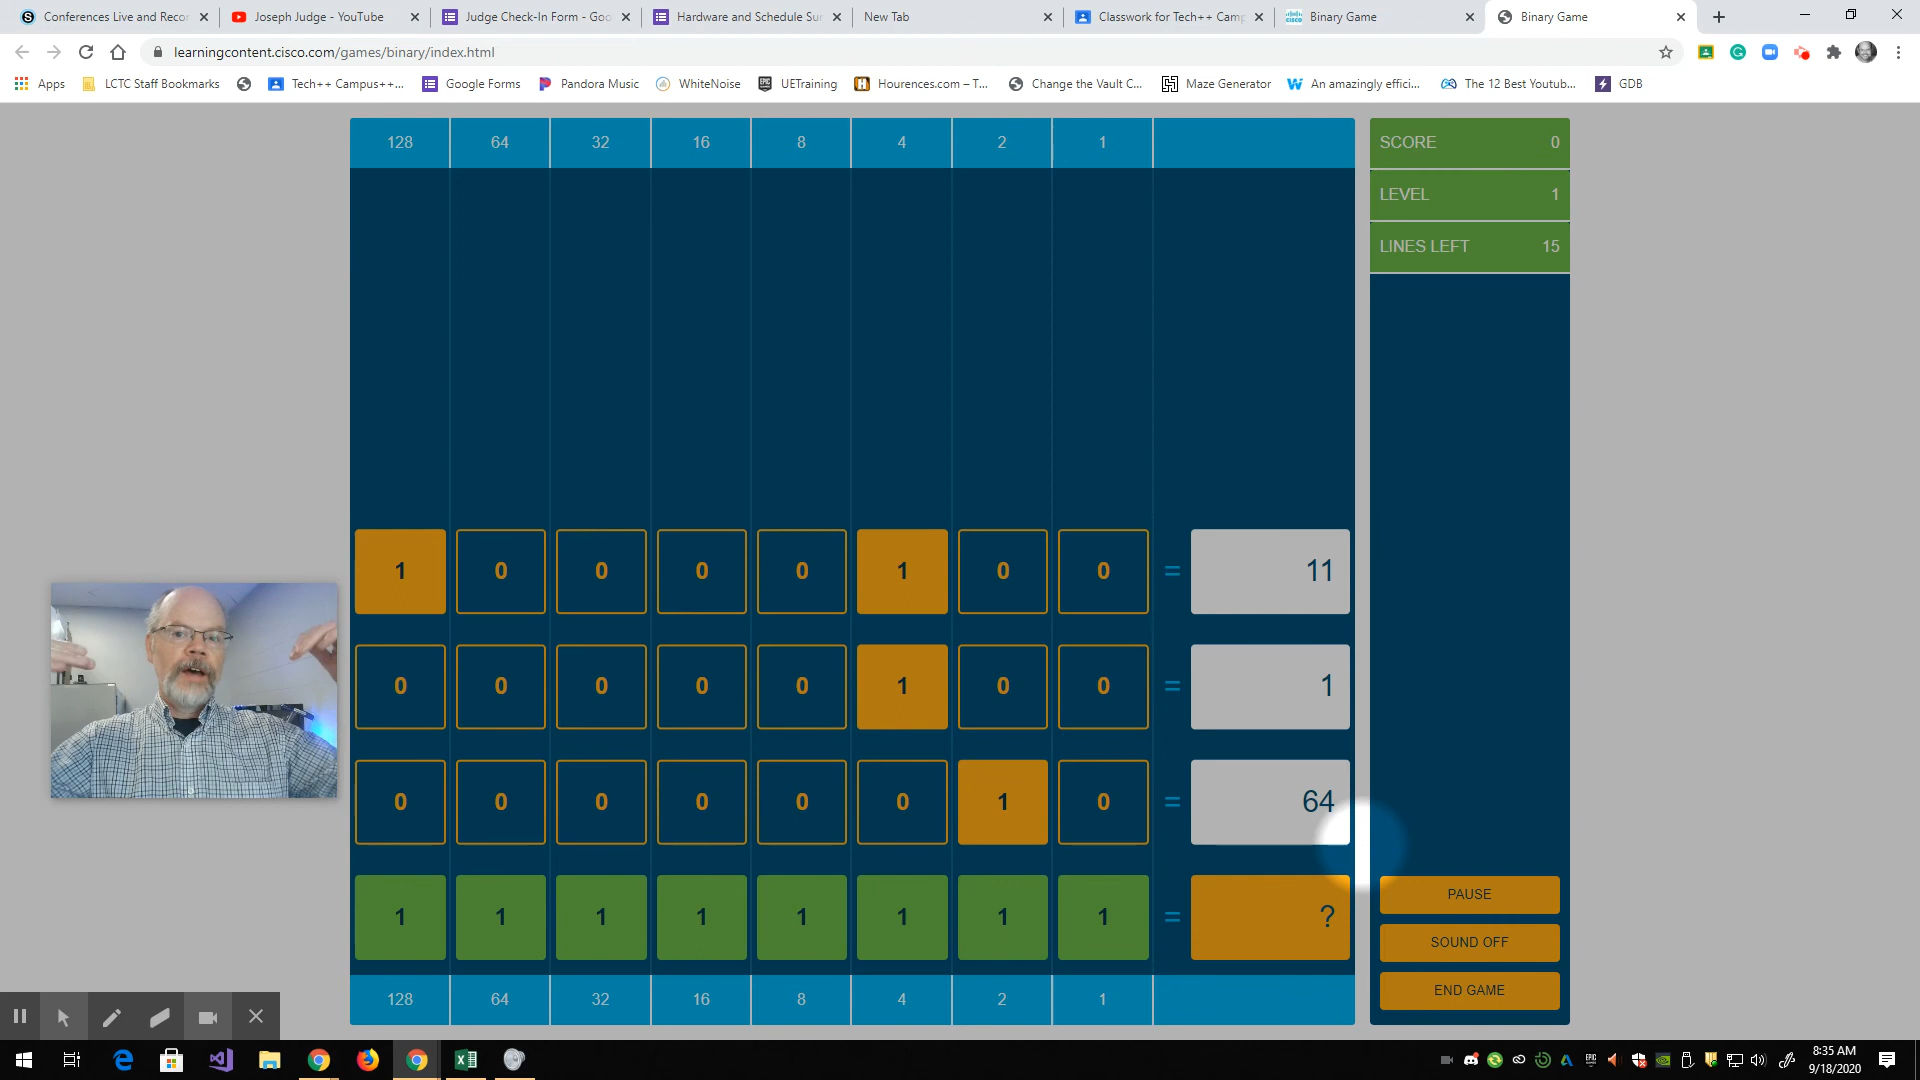 Conferences Live and Recor
Joseph Judge - YouTube
Judge Check-In Form - Goo
Hardware and Schedule Sur
New Tab
Classwork for Tech++ Camp
Binary Game
Binary Game
learningcontent.cisco.com/games/binary/index.html
Apps
LCTC Staff Bookmarks
Tech++ Campus++...
Google Forms
Pandora Music
WhiteNoise
UETraining
Hourences.com – T...
Change the Vault C...
Maze Generator
An amazingly effici...
The 12 Best Youtub...
GDB
128 64 32 16 8 4 2 1
SCORE 0
LEVEL 1
LINES LEFT 15
1 0 0 0 0 1 0 0 = 11
0 0 0 0 0 1 0 0 = 1
0 0 0 0 0 0 1 0 = 64
1 1 1 1 1 1 1 1 = ?
128 64 32 16 8 4 2 1
PAUSE
SOUND OFF
END GAME
8:35 AM
9/18/2020